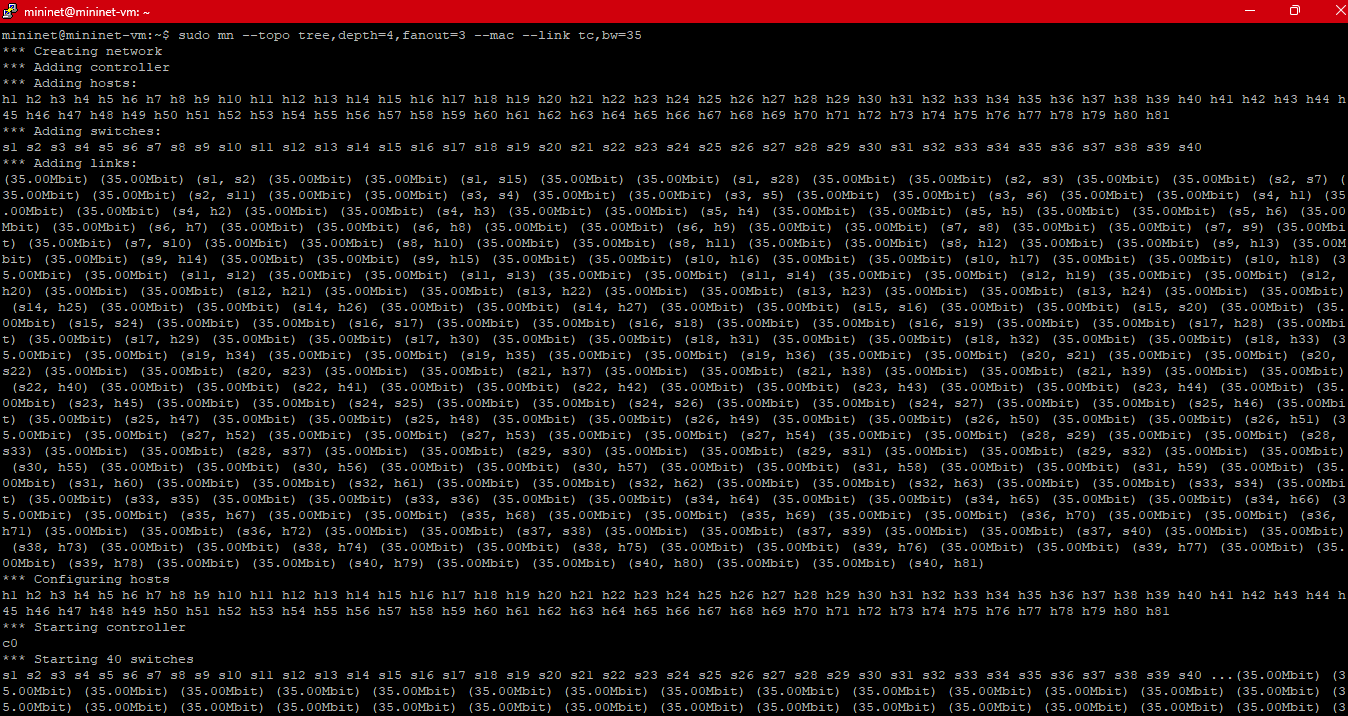 mininet@mininet-vm: ~
mininet@mininet-vm:~$ sudo mn --topo tree,depth=4,fanout=3 --mac --link tc,bw=35
*** Creating network
*** Adding controller
*** Adding hosts:
h1 h2 h3 h4 h5 h6 h7 h8 h9 h10 h11 h12 h13 h14 h15 h16 h17 h18 h19 h20 h21 h22 h23 h24 h25 h26 h27 h28 h29 h30 h31 h32 h33 h34 h35 h36 h37 h38 h39 h40 h41 h42 h43 h44 h
45 h46 h47 h48 h49 h50 h51 h52 h53 h54 h55 h56 h57 h58 h59 h60 h61 h62 h63 h64 h65 h66 h67 h68 h69 h70 h71 h72 h73 h74 h75 h76 h77 h78 h79 h80 h81
*** Adding switches:
s1 s2 s3 s4 s5 s6 s7 s8 s9 s10 s11 s12 s13 s14 s15 s16 s17 s18 s19 s20 s21 s22 s23 s24 s25 s26 s27 s28 s29 s30 s31 s32 s33 s34 s35 s36 s37 s38 s39 s40
*** Adding links:
(35.00Mbit) (35.00Mbit) (s1, s2) (35.00Mbit) (35.00Mbit) (s1, s15) (35.00Mbit) (35.00Mbit) (s1, s28) (35.00Mbit) (35.00Mbit) (s2, s3) (35.00Mbit) (35.00Mbit) (s2, s7) (
35.00Mbit) (35.00Mbit) (s2, s11) (35.00Mbit) (35.00Mbit) (s3, s4) (35.00Mbit) (35.00Mbit) (s3, s5) (35.00Mbit) (35.00Mbit) (s3, s6) (35.00Mbit) (35.00Mbit) (s4, h1) (35
.00Mbit) (35.00Mbit) (s4, h2) (35.00Mbit) (35.00Mbit) (s4, h3) (35.00Mbit) (35.00Mbit) (s5, h4) (35.00Mbit) (35.00Mbit) (s5, h5) (35.00Mbit) (35.00Mbit) (s5, h6) (35.00
Mbit) (35.00Mbit) (s6, h7) (35.00Mbit) (35.00Mbit) (s6, h8) (35.00Mbit) (35.00Mbit) (s6, h9) (35.00Mbit) (35.00Mbit) (s7, s8) (35.00Mbit) (35.00Mbit) (s7, s9) (35.00Mbi
t) (35.00Mbit) (s7, s10) (35.00Mbit) (35.00Mbit) (s8, h10) (35.00Mbit) (35.00Mbit) (s8, h11) (35.00Mbit) (35.00Mbit) (s8, h12) (35.00Mbit) (35.00Mbit) (s9, h13) (35.00M
bit) (35.00Mbit) (s9, h14) (35.00Mbit) (35.00Mbit) (s9, h15) (35.00Mbit) (35.00Mbit) (s10, h16) (35.00Mbit) (35.00Mbit) (s10, h17) (35.00Mbit) (35.00Mbit) (s10, h18) (3
5.00Mbit) (35.00Mbit) (s11, s12) (35.00Mbit) (35.00Mbit) (s11, s13) (35.00Mbit) (35.00Mbit) (s11, s14) (35.00Mbit) (35.00Mbit) (s12, h19) (35.00Mbit) (35.00Mbit) (s12,
h20) (35.00Mbit) (35.00Mbit) (s12, h21) (35.00Mbit) (35.00Mbit) (s13, h22) (35.00Mbit) (35.00Mbit) (s13, h23) (35.00Mbit) (35.00Mbit) (s13, h24) (35.00Mbit) (35.00Mbit)
(s14, h25) (35.00Mbit) (35.00Mbit) (s14, h26) (35.00Mbit) (35.00Mbit) (s14, h27) (35.00Mbit) (35.00Mbit) (s15, s16) (35.00Mbit) (35.00Mbit) (s15, s20) (35.00Mbit) (35.
00Mbit) (s15, s24) (35.00Mbit) (35.00Mbit) (s16, s17) (35.00Mbit) (35.00Mbit) (s16, s18) (35.00Mbit) (35.00Mbit) (s16, s19) (35.00Mbit) (35.00Mbit) (s17, h28) (35.00Mbi
t) (35.00Mbit) (s17, h29) (35.00Mbit) (35.00Mbit) (s17, h30) (35.00Mbit) (35.00Mbit) (s18, h31) (35.00Mbit) (35.00Mbit) (s18, h32) (35.00Mbit) (35.00Mbit) (s18, h33) (3
5.00Mbit) (35.00Mbit) (s19, h34) (35.00Mbit) (35.00Mbit) (s19, h35) (35.00Mbit) (35.00Mbit) (s19, h36) (35.00Mbit) (35.00Mbit) (s20, s21) (35.00Mbit) (35.00Mbit) (s20,
s22) (35.00Mbit) (35.00Mbit) (s20, s23) (35.00Mbit) (35.00Mbit) (s21, h37) (35.00Mbit) (35.00Mbit) (s21, h38) (35.00Mbit) (35.00Mbit) (s21, h39) (35.00Mbit) (35.00Mbit)
(s22, h40) (35.00Mbit) (35.00Mbit) (s22, h41) (35.00Mbit) (35.00Mbit) (s22, h42) (35.00Mbit) (35.00Mbit) (s23, h43) (35.00Mbit) (35.00Mbit) (s23, h44) (35.00Mbit) (35.
00Mbit) (s23, h45) (35.00Mbit) (35.00Mbit) (s24, s25) (35.00Mbit) (35.00Mbit) (s24, s26) (35.00Mbit) (35.00Mbit) (s24, s27) (35.00Mbit) (35.00Mbit) (s25, h46) (35.00Mbi
t) (35.00Mbit) (s25, h47) (35.00Mbit) (35.00Mbit) (s25, h48) (35.00Mbit) (35.00Mbit) (s26, h49) (35.00Mbit) (35.00Mbit) (s26, h50) (35.00Mbit) (35.00Mbit) (s26, h51) (3
5.00Mbit) (35.00Mbit) (s27, h52) (35.00Mbit) (35.00Mbit) (s27, h53) (35.00Mbit) (35.00Mbit) (s27, h54) (35.00Mbit) (35.00Mbit) (s28, s29) (35.00Mbit) (35.00Mbit) (s28,
s33) (35.00Mbit) (35.00Mbit) (s28, s37) (35.00Mbit) (35.00Mbit) (s29, s30) (35.00Mbit) (35.00Mbit) (s29, s31) (35.00Mbit) (35.00Mbit) (s29, s32) (35.00Mbit) (35.00Mbit)
(s30, h55) (35.00Mbit) (35.00Mbit) (s30, h56) (35.00Mbit) (35.00Mbit) (s30, h57) (35.00Mbit) (35.00Mbit) (s31, h58) (35.00Mbit) (35.00Mbit) (s31, h59) (35.00Mbit) (35.
00Mbit) (s31, h60) (35.00Mbit) (35.00Mbit) (s32, h61) (35.00Mbit) (35.00Mbit) (s32, h62) (35.00Mbit) (35.00Mbit) (s32, h63) (35.00Mbit) (35.00Mbit) (s33, s34) (35.00Mbi
t) (35.00Mbit) (s33, s35) (35.00Mbit) (35.00Mbit) (s33, s36) (35.00Mbit) (35.00Mbit) (s34, h64) (35.00Mbit) (35.00Mbit) (s34, h65) (35.00Mbit) (35.00Mbit) (s34, h66) (3
5.00Mbit) (35.00Mbit) (s35, h67) (35.00Mbit) (35.00Mbit) (s35, h68) (35.00Mbit) (35.00Mbit) (s35, h69) (35.00Mbit) (35.00Mbit) (s36, h70) (35.00Mbit) (35.00Mbit) (s36,
h71) (35.00Mbit) (35.00Mbit) (s36, h72) (35.00Mbit) (35.00Mbit) (s37, s38) (35.00Mbit) (35.00Mbit) (s37, s39) (35.00Mbit) (35.00Mbit) (s37, s40) (35.00Mbit) (35.00Mbit)
(s38, h73) (35.00Mbit) (35.00Mbit) (s38, h74) (35.00Mbit) (35.00Mbit) (s38, h75) (35.00Mbit) (35.00Mbit) (s39, h76) (35.00Mbit) (35.00Mbit) (s39, h77) (35.00Mbit) (35.
00Mbit) (s39, h78) (35.00Mbit) (35.00Mbit) (s40, h79) (35.00Mbit) (35.00Mbit) (s40, h80) (35.00Mbit) (35.00Mbit) (s40, h81)
*** Configuring hosts
h1 h2 h3 h4 h5 h6 h7 h8 h9 h10 h11 h12 h13 h14 h15 h16 h17 h18 h19 h20 h21 h22 h23 h24 h25 h26 h27 h28 h29 h30 h31 h32 h33 h34 h35 h36 h37 h38 h39 h40 h41 h42 h43 h44 h
45 h46 h47 h48 h49 h50 h51 h52 h53 h54 h55 h56 h57 h58 h59 h60 h61 h62 h63 h64 h65 h66 h67 h68 h69 h70 h71 h72 h73 h74 h75 h76 h77 h78 h79 h80 h81
*** Starting controller
c0
*** Starting 40 switches
s1 s2 s3 s4 s5 s6 s7 s8 s9 s10 s11 s12 s13 s14 s15 s16 s17 s18 s19 s20 s21 s22 s23 s24 s25 s26 s27 s28 s29 s30 s31 s32 s33 s34 s35 s36 s37 s38 s39 s40 ...(35.00Mbit) (3
5.00Mbit) (35.00Mbit) (35.00Mbit) (35.00Mbit) (35.00Mbit) (35.00Mbit) (35.00Mbit) (35.00Mbit) (35.00Mbit) (35.00Mbit) (35.00Mbit) (35.00Mbit) (35.00Mbit) (3
5.00Mbit) (35.00Mbit) (35.00Mbit) (35.00Mbit) (35.00Mbit) (35.00Mbit) (35.00Mbit) (35.00Mbit) (35.00Mbit) (35.00Mbit) (35.00Mbit) (35.00Mbit) (35.00Mbit) (35.00Mbit) (3